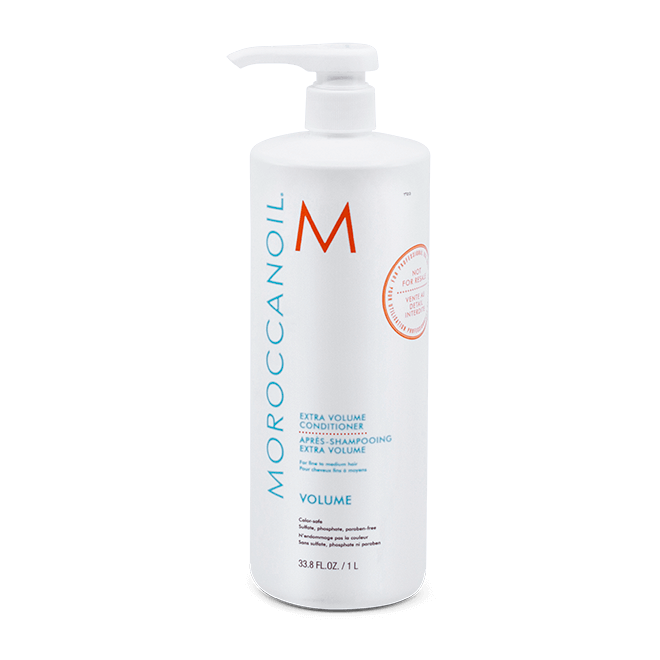 MOROCCANOIL®
M
NOT
FOR RESALE
VENTE AU
DÉTAIL
INTERDITE
EXTRA VOLUME
CONDITIONER
APRÈS-SHAMPOOING
EXTRA VOLUME
For fine to medium hair
Pour cheveux fins à moyens
VOLUME
Color-safe
Sulfate, phosphate, paraben-free
N'endommage pas la couleur
Sans sulfate, phosphate ni paraben
33.8 FL.OZ. / 1 L